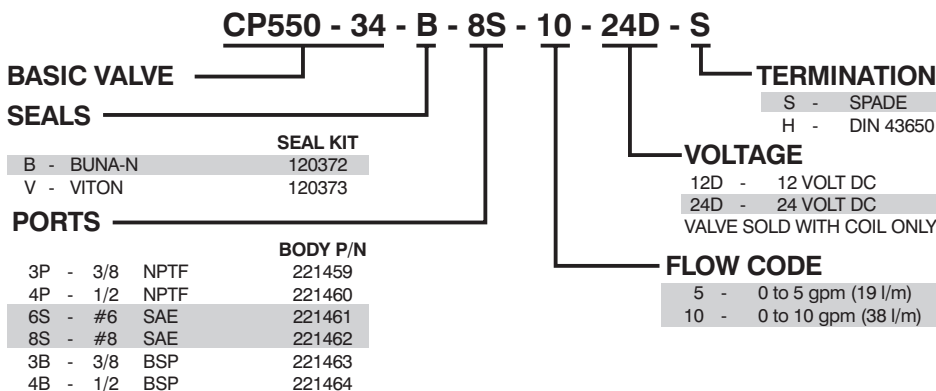 CP550 - 34 - B - 8S - 10 - 24D - S
BASIC VALVE
SEALS
SEAL KIT
B - BUNA-N 120372
V - VITON 120373
PORTS
BODY P/N
3P - 3/8 NPTF 221459
4P - 1/2 NPTF 221460
6S - #6 SAE 221461
8S - #8 SAE 221462
3B - 3/8 BSP 221463
4B - 1/2 BSP 221464
TERMINATION
S - SPADE
H - DIN 43650
VOLTAGE
12D - 12 VOLT DC
24D - 24 VOLT DC
VALVE SOLD WITH COIL ONLY
FLOW CODE
5 - 0 to 5 gpm (19 l/m)
10 - 0 to 10 gpm (38 l/m)